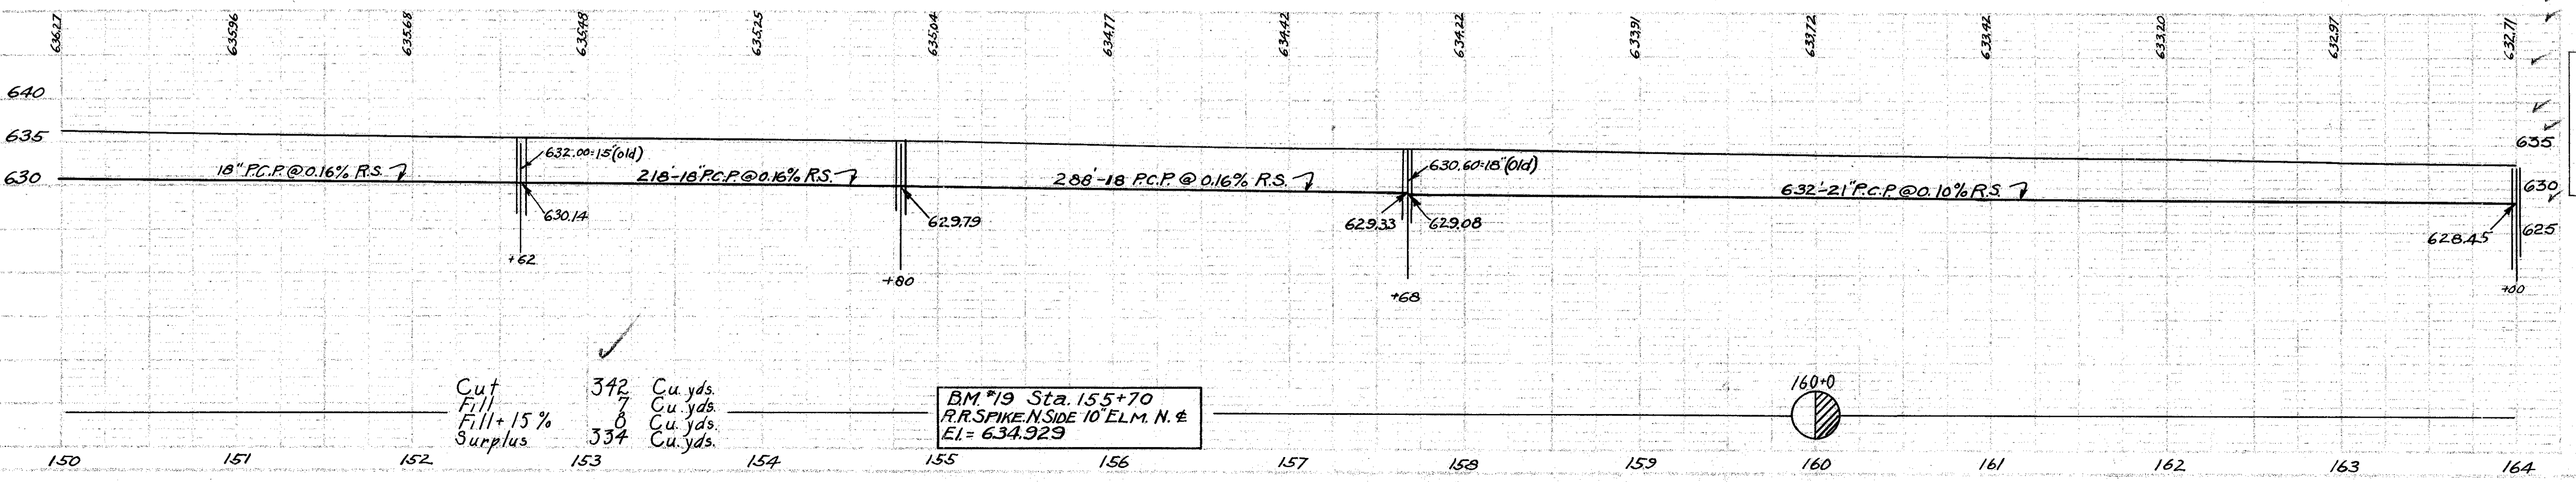 636.27 635.96 635.68 635.48 635.25 635.04 634.77 634.42 634.22 633.91 633.72 633.42 633.20 632.97 632.71
640
635
630
18" P.C.P. @ 0.16% R.S.
632.00=15"(old)
630.14
+62
218'-18" P.C.P. @ 0.16% R.S.
629.79
+80
288'-18 P.C.P. @ 0.16% R.S.
630.60=18"(Old)
629.33
629.08
+68
632'-21" P.C.P. @ 0.10% R.S.
635
630
625
628.45
+00
Cut 342 Cu. yds.
Fill 7 Cu. yds.
Fill + 15% 8 Cu. yds.
Surplus 334 Cu. yds.
B.M. #19 Sta. 155+70
R.R. SPIKE. N. SIDE 10" ELM. N. ℄
El. = 634.929
160+0
150 151 152 153 154 155 156 157 158 159 160 161 162 163 164